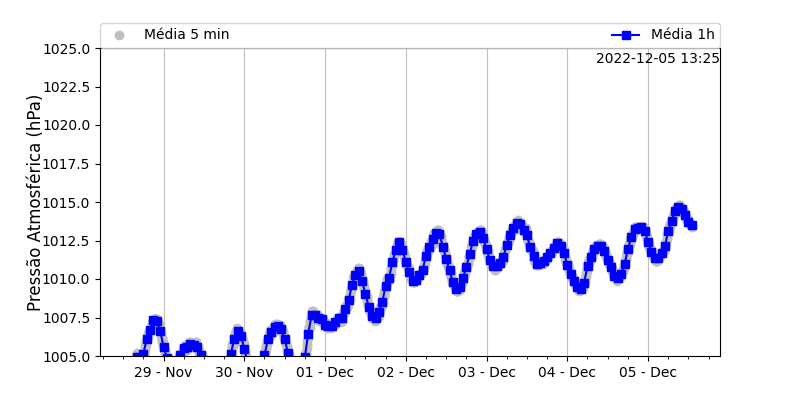 Média 5 min
Média 1h
2022-12-05 13:25
Pressão Atmosférica (hPa)
1025.0
1022.5
1020.0
1017.5
1015.0
1012.5
1010.0
1007.5
1005.0
29 - Nov
30 - Nov
01 - Dec
02 - Dec
03 - Dec
04 - Dec
05 - Dec